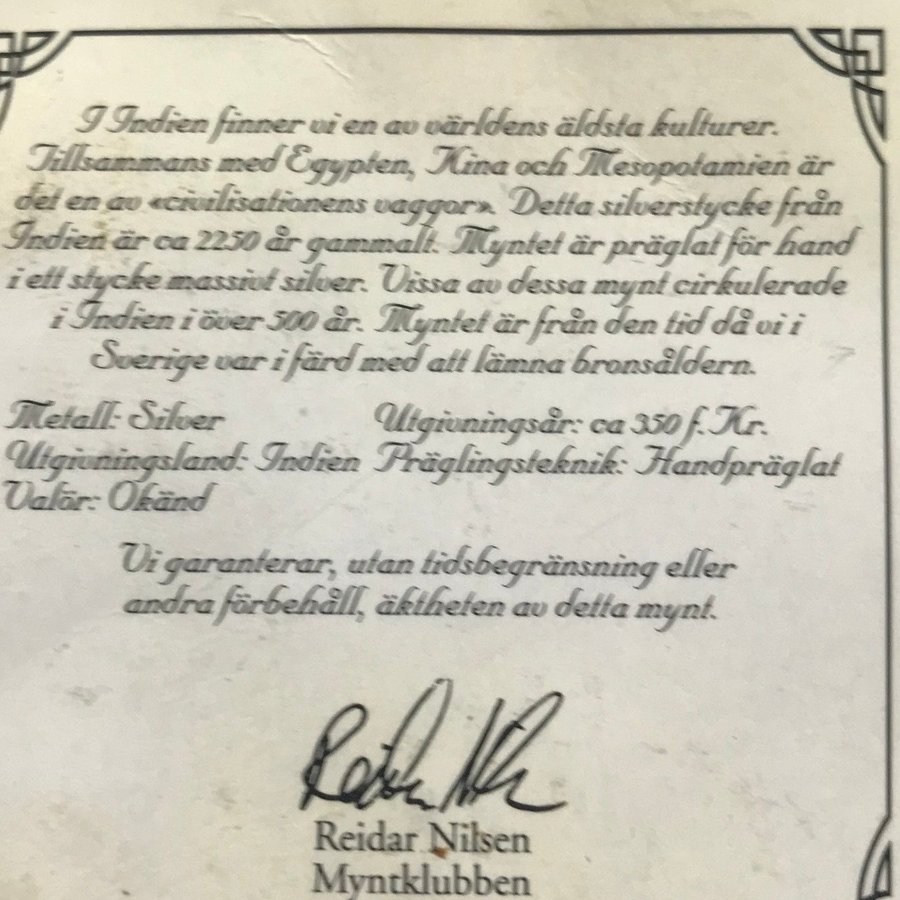 I Indien finner vi en av världens äldsta kulturer.
Tillsammans med Egypten, Kina och Mesopotamien är
det en av «civilisationens vaggor». Detta silverstycke från
Indien är ca 2250 år gammalt. Myntet är präglat för hand
i ett stycke massivt silver. Vissa av dessa mynt cirkulerade
i Indien i över 500 år. Myntet är från den tid då vi i
Sverige var i färd med att lämna bronsåldern.
Metall: Silver Utgivningsår: ca 350 f. Kr.
Utgivningsland: Indien Präglingsteknik: Handpräglat
Valör: Okänd
Vi garanterar, utan tidsbegränsning eller
andra förbehåll, äktheten av detta mynt.
Reidar Nilsen
Myntklubben